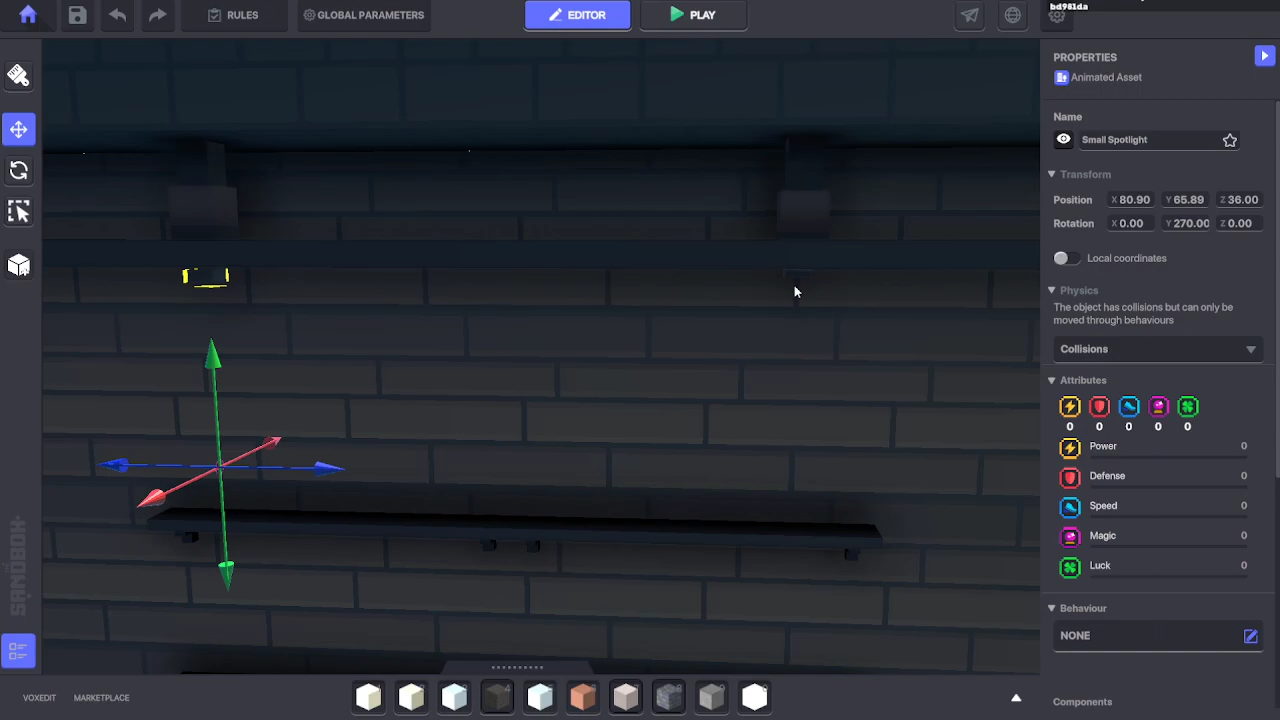 bd981da
RULES
GLOBAL PARAMETERS
EDITOR
PLAY
PROPERTIES
Animated Asset
Name
Small Spotlight
Transform
Position X 80.90 Y 65.89 Z 36.00
Rotation X 0.00 Y 270.00 Z 0.00
Local coordinates
Physics
The object has collisions but can only be
moved through behaviours
Collisions
Attributes
0 0 0 0 0
Power 0
Defense 0
Speed 0
Magic 0
Luck 0
Behaviour
NONE
Components
SANDBOX
VOXEDIT
MARKETPLACE